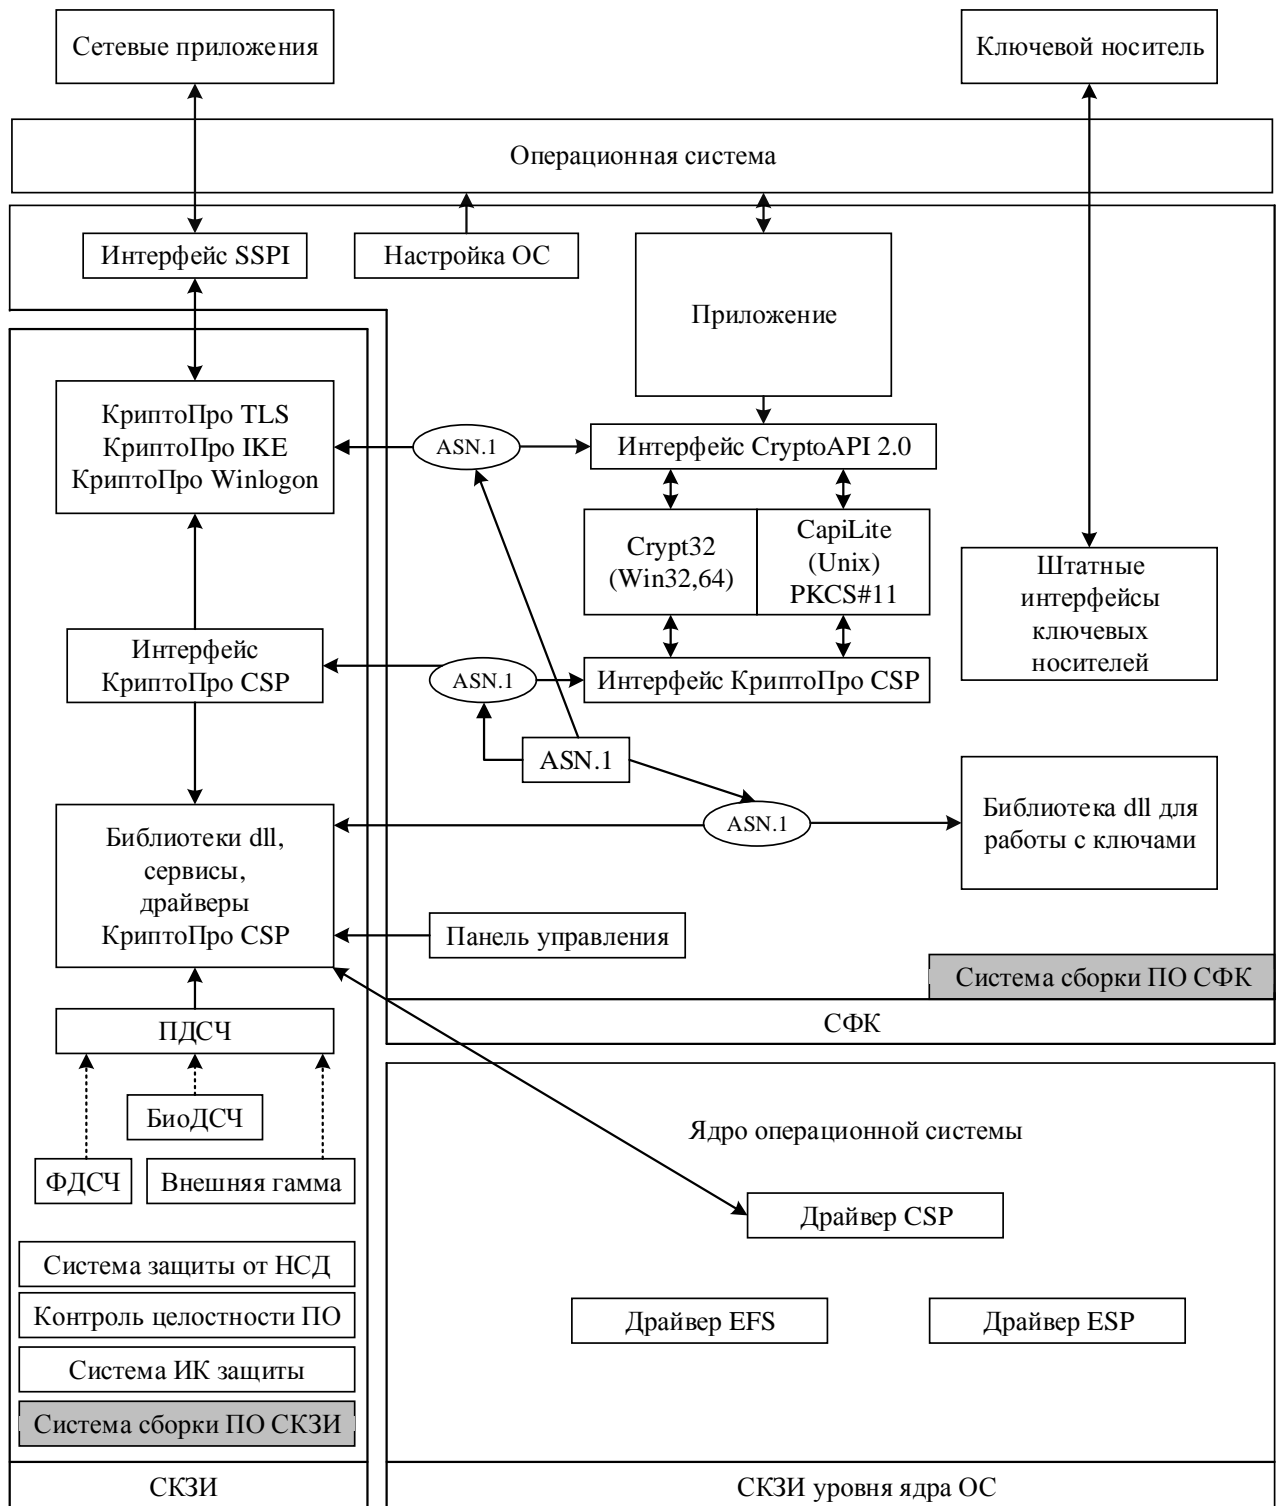 Сетевые приложения
Ключевой носитель
Операционная система
Интерфейс SSPI
Настройка ОС
Приложение
КриптоПро TLS
КриптоПро IKE
КриптоПро Winlogon
ASN.1
Интерфейс CryptoAPI 2.0
Crypt32
(Win32,64)
CapiLite
(Unix)
PKCS#11
Штатные
интерфейсы
ключевых
носителей
Интерфейс
КриптоПро CSP
ASN.1
Интерфейс КриптоПро CSP
ASN.1
Библиотеки dll,
сервисы,
драйверы
КриптоПро CSP
ASN.1
Библиотека dll для
работы с ключами
Панель управления
Система сборки ПО СФК
СФК
ПДСЧ
БиоДСЧ
ФДСЧ
Внешняя гамма
Ядро операционной системы
Драйвер CSP
Драйвер EFS
Драйвер ESP
Система защиты от НСД
Контроль целостности ПО
Система ИК защиты
Система сборки ПО СКЗИ
СКЗИ
СКЗИ уровня ядра ОС